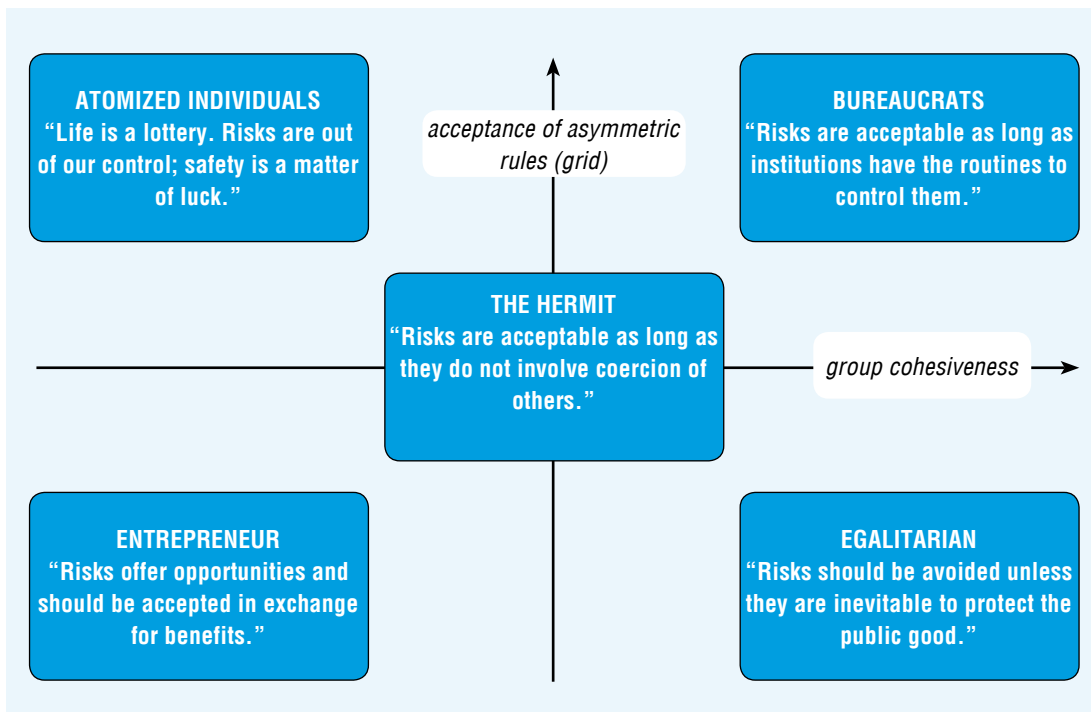 ATOMIZED INDIVIDUALS
“Life is a lottery. Risks are out
of our control; safety is a matter
of luck.”
acceptance of asymmetric
rules (grid)
BUREAUCRATS
“Risks are acceptable as long as
institutions have the routines to
control them.”
THE HERMIT
“Risks are acceptable as long as
they do not involve coercion of
others.”
group cohesiveness
ENTREPRENEUR
“Risks offer opportunities and
should be accepted in exchange
for benefits.”
EGALITARIAN
“Risks should be avoided unless
they are inevitable to protect the
public good.”